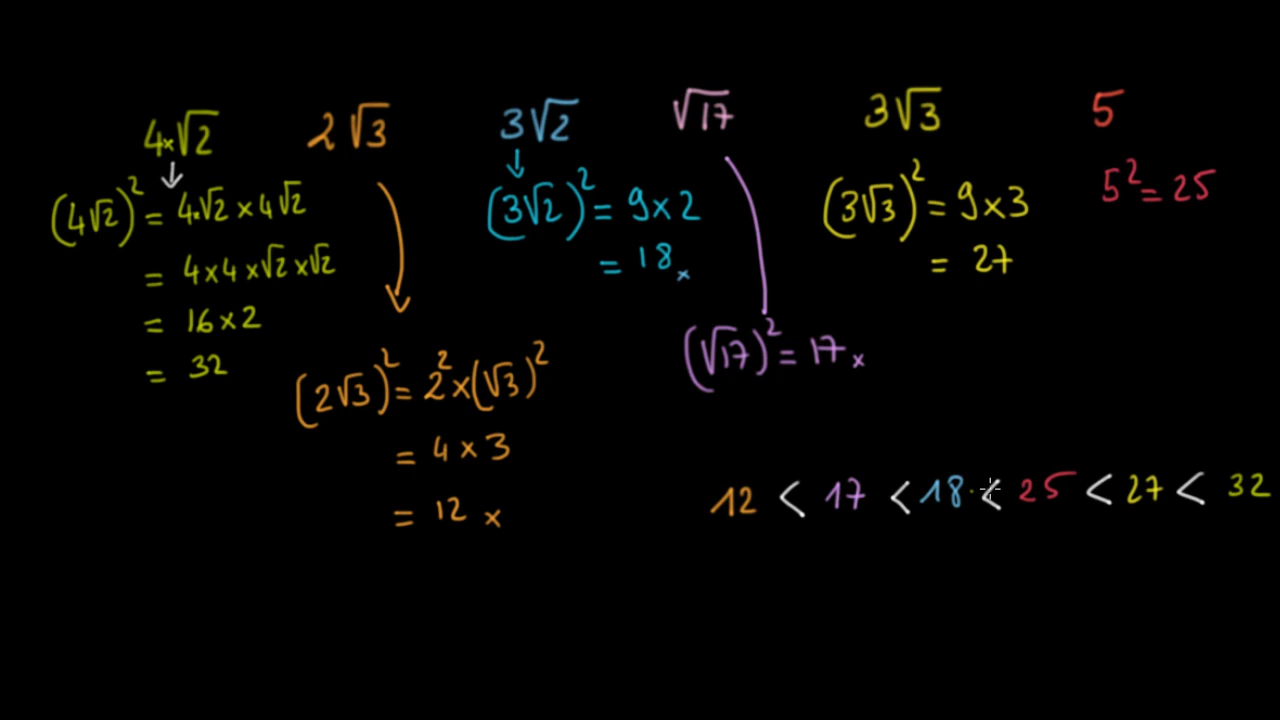 4×√2 2√3 3√2 √17 3√3 5
(4√2)² = 4·√2 × 4√2
= 4 × 4 × √2 × √2
= 16 × 2
= 32
(2√3)² = 2² × (√3)²
= 4 × 3
= 12 ×
(3√2)² = 9 × 2
= 18 ×
(√17)² = 17 ×
(3√3)² = 9 × 3
= 27
5² = 25
12 < 17 < 18 < 25 < 27 < 32